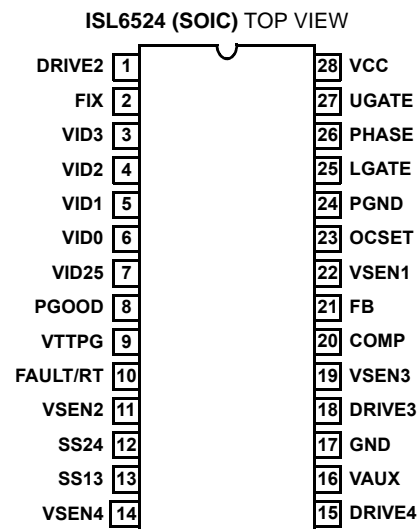 ISL6524 (SOIC) TOP VIEW
DRIVE2 1 28 VCC
FIX 2 27 UGATE
VID3 3 26 PHASE
VID2 4 25 LGATE
VID1 5 24 PGND
VID0 6 23 OCSET
VID25 7 22 VSEN1
PGOOD 8 21 FB
VTTPG 9 20 COMP
FAULT/RT 10 19 VSEN3
VSEN2 11 18 DRIVE3
SS24 12 17 GND
SS13 13 16 VAUX
VSEN4 14 15 DRIVE4